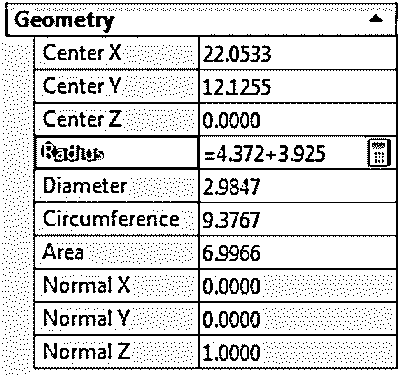 Geometry
Center X 22.0533
Center Y 12.1255
Center Z 0.0000
Radius =4.372+3.925
Diameter 2.9847
Circumference 9.3767
Area 6.9966
Normal X 0.0000
Normal Y 0.0000
Normal Z 1.0000